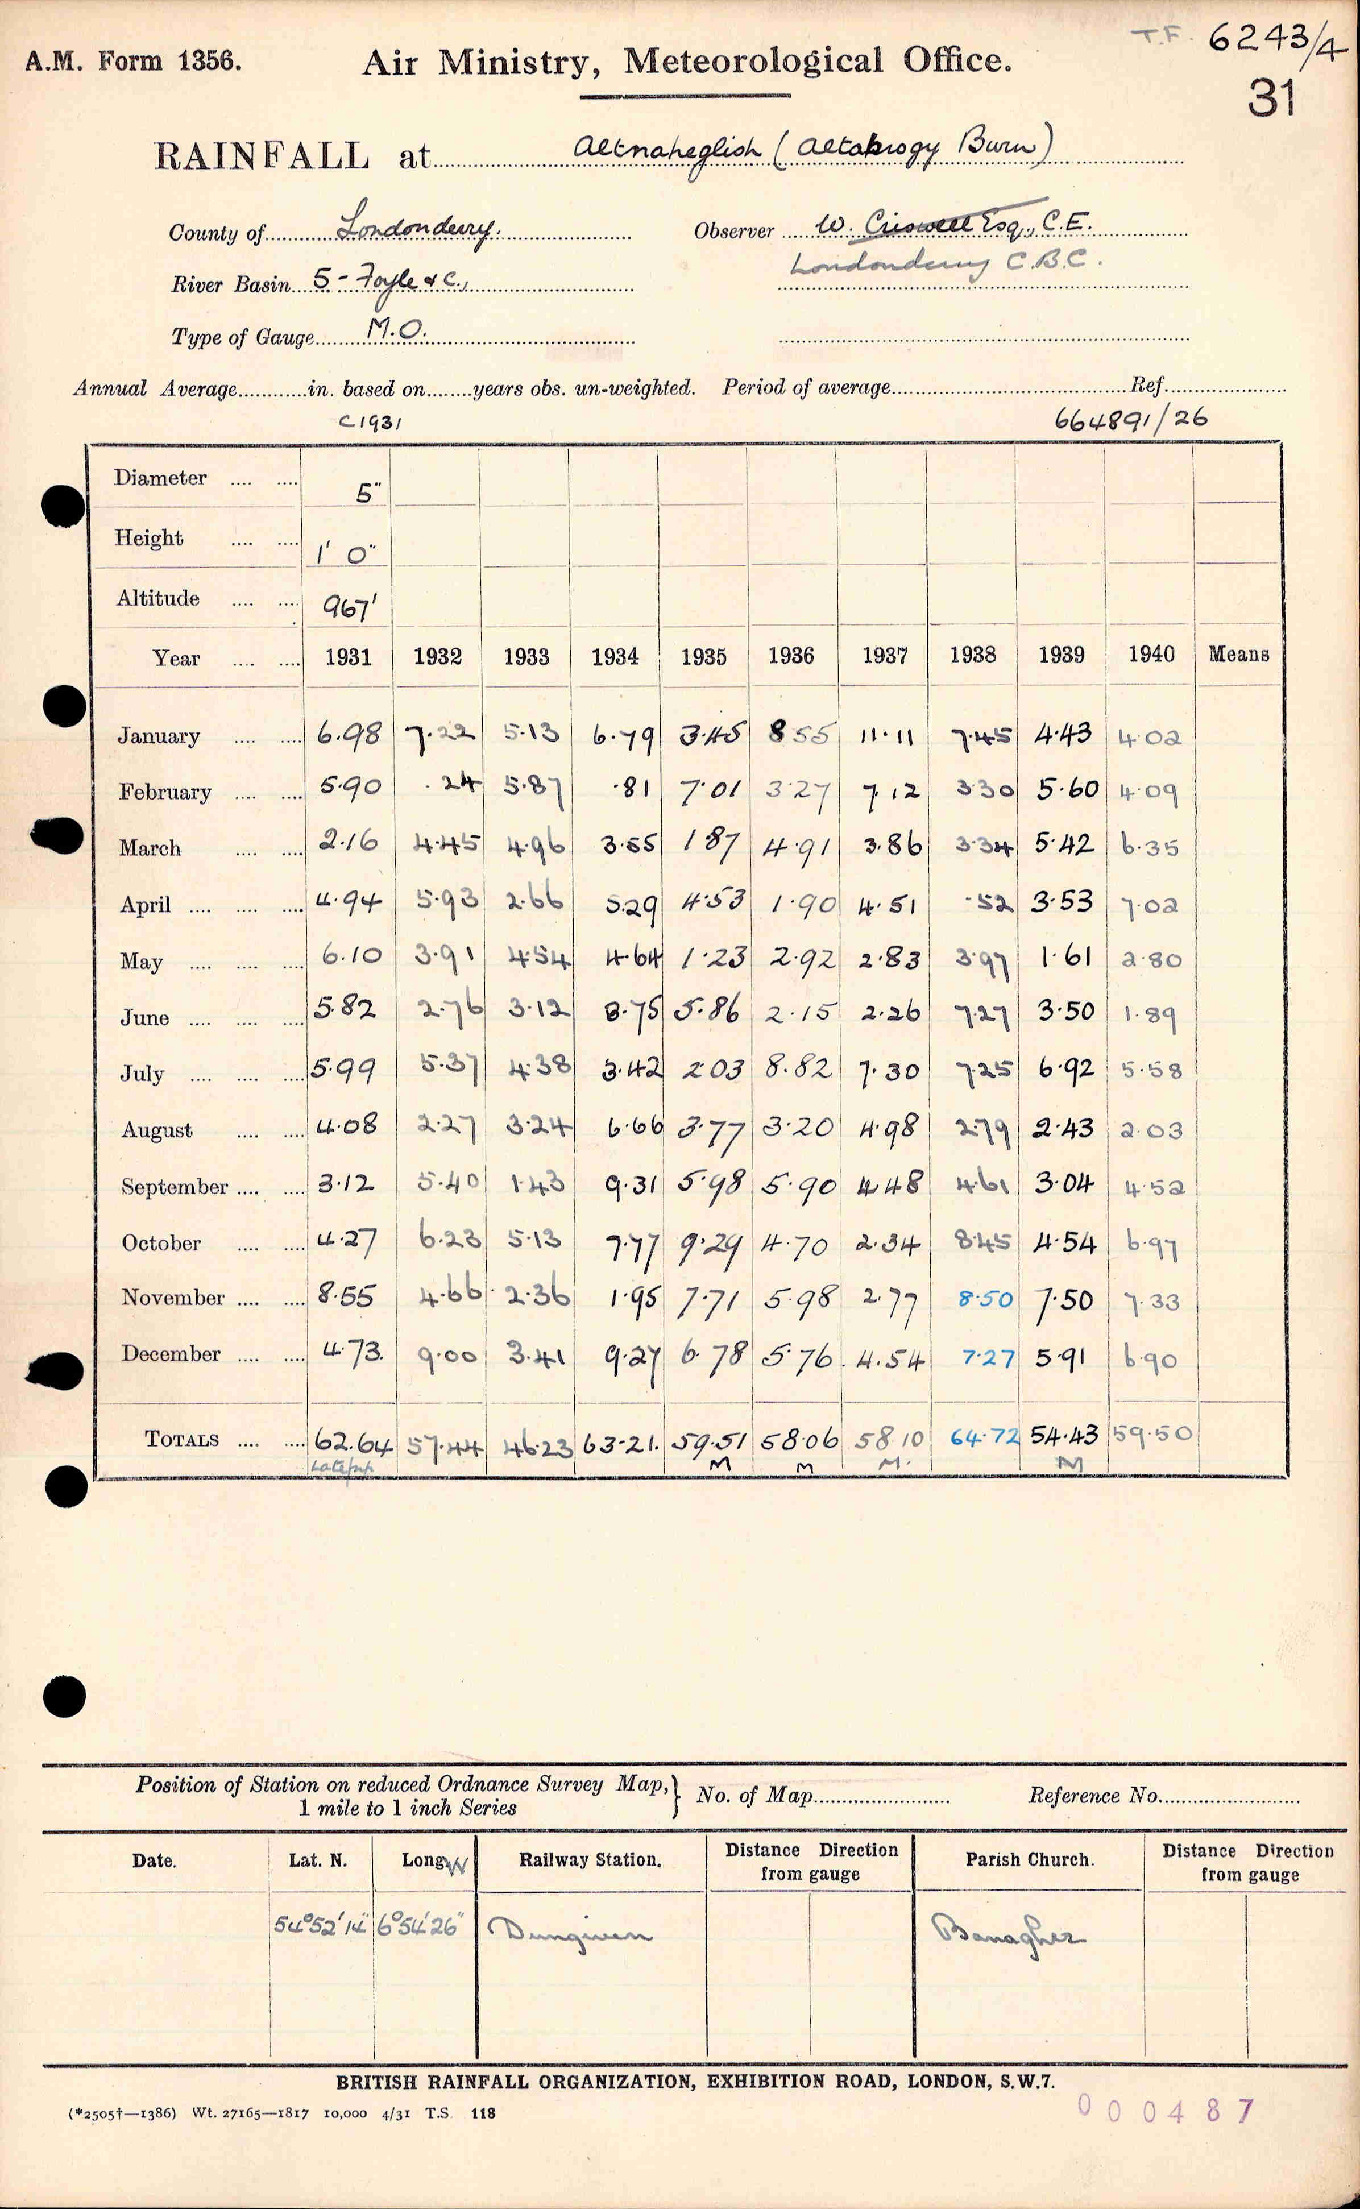 T.F. 6243/4
A.M. Form 1356. Air Ministry, Meteorological Office.
31
RAINFALL at Altnaheglish (Altabrogy Burn)
County of Londonderry. Observer W. Criswell Esq., C.E.
Londonderry C.B.C.
River Basin 5 - Foyle & C.,
Type of Gauge M.O.
Annual Average in. based on years obs. un-weighted. Period of average Ref.
C1931 664891/26
Diameter 5"
Height 1' 0"
Altitude 967'
Year 1931 1932 1933 1934 1935 1936 1937 1938 1939 1940 Means
January 6.98 7.22 5.13 6.79 3.45 8.55 11.11 7.45 4.43 4.02
February 5.90 .24 5.87 .81 7.01 3.27 7.12 3.30 5.60 4.09
March 2.16 4.45 4.96 3.55 1.87 4.91 3.86 3.34 5.42 6.35
April 4.94 5.93 2.66 5.29 4.53 1.90 4.51 .52 3.53 7.02
May 6.10 3.91 4.54 4.64 1.23 2.92 2.83 3.97 1.61 2.80
June 5.82 2.76 3.12 3.75 5.86 2.15 2.26 7.27 3.50 1.89
July 5.99 5.37 4.38 3.42 2.03 8.82 7.30 7.25 6.92 5.58
August 4.08 2.27 3.24 6.66 3.77 3.20 4.98 2.79 2.43 2.03
September 3.12 5.40 1.43 9.31 5.98 5.90 4.48 4.61 3.04 4.52
October 4.27 6.23 5.13 7.77 9.29 4.70 2.34 8.45 4.54 6.97
November 8.55 4.66 2.36 1.95 7.71 5.98 2.77 8.50 7.50 7.33
December 4.73 9.00 3.41 9.27 6.78 5.76 4.54 7.27 5.91 6.90
TOTALS 62.64 57.44 46.23 63.21. 59.51 58.06 58.10 64.72 54.43 59.50
M M M. M
Position of Station on reduced Ordnance Survey Map, } No. of Map Reference No.
1 mile to 1 inch Series
Date. Lat. N. Long. W Railway Station. Distance Direction from gauge Parish Church. Distance Direction from gauge
54°52'14" 6°54'26" Dungiven Banagher
BRITISH RAINFALL ORGANIZATION, EXHIBITION ROAD, LONDON, S.W.7.
(*2505†—1386) Wt. 27165—1817 10,000 4/31 T.S. 118
000487